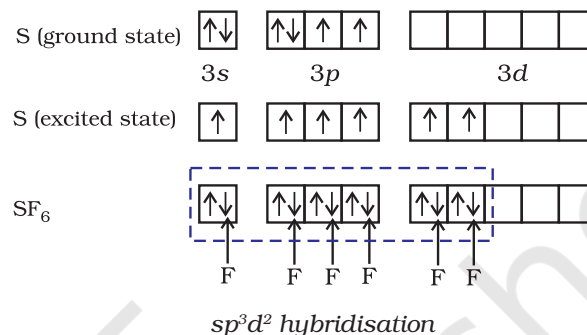 S (ground state)
3s 3p 3d
S (excited state)
SF₆
F F F F F F
sp³d² hybridisation